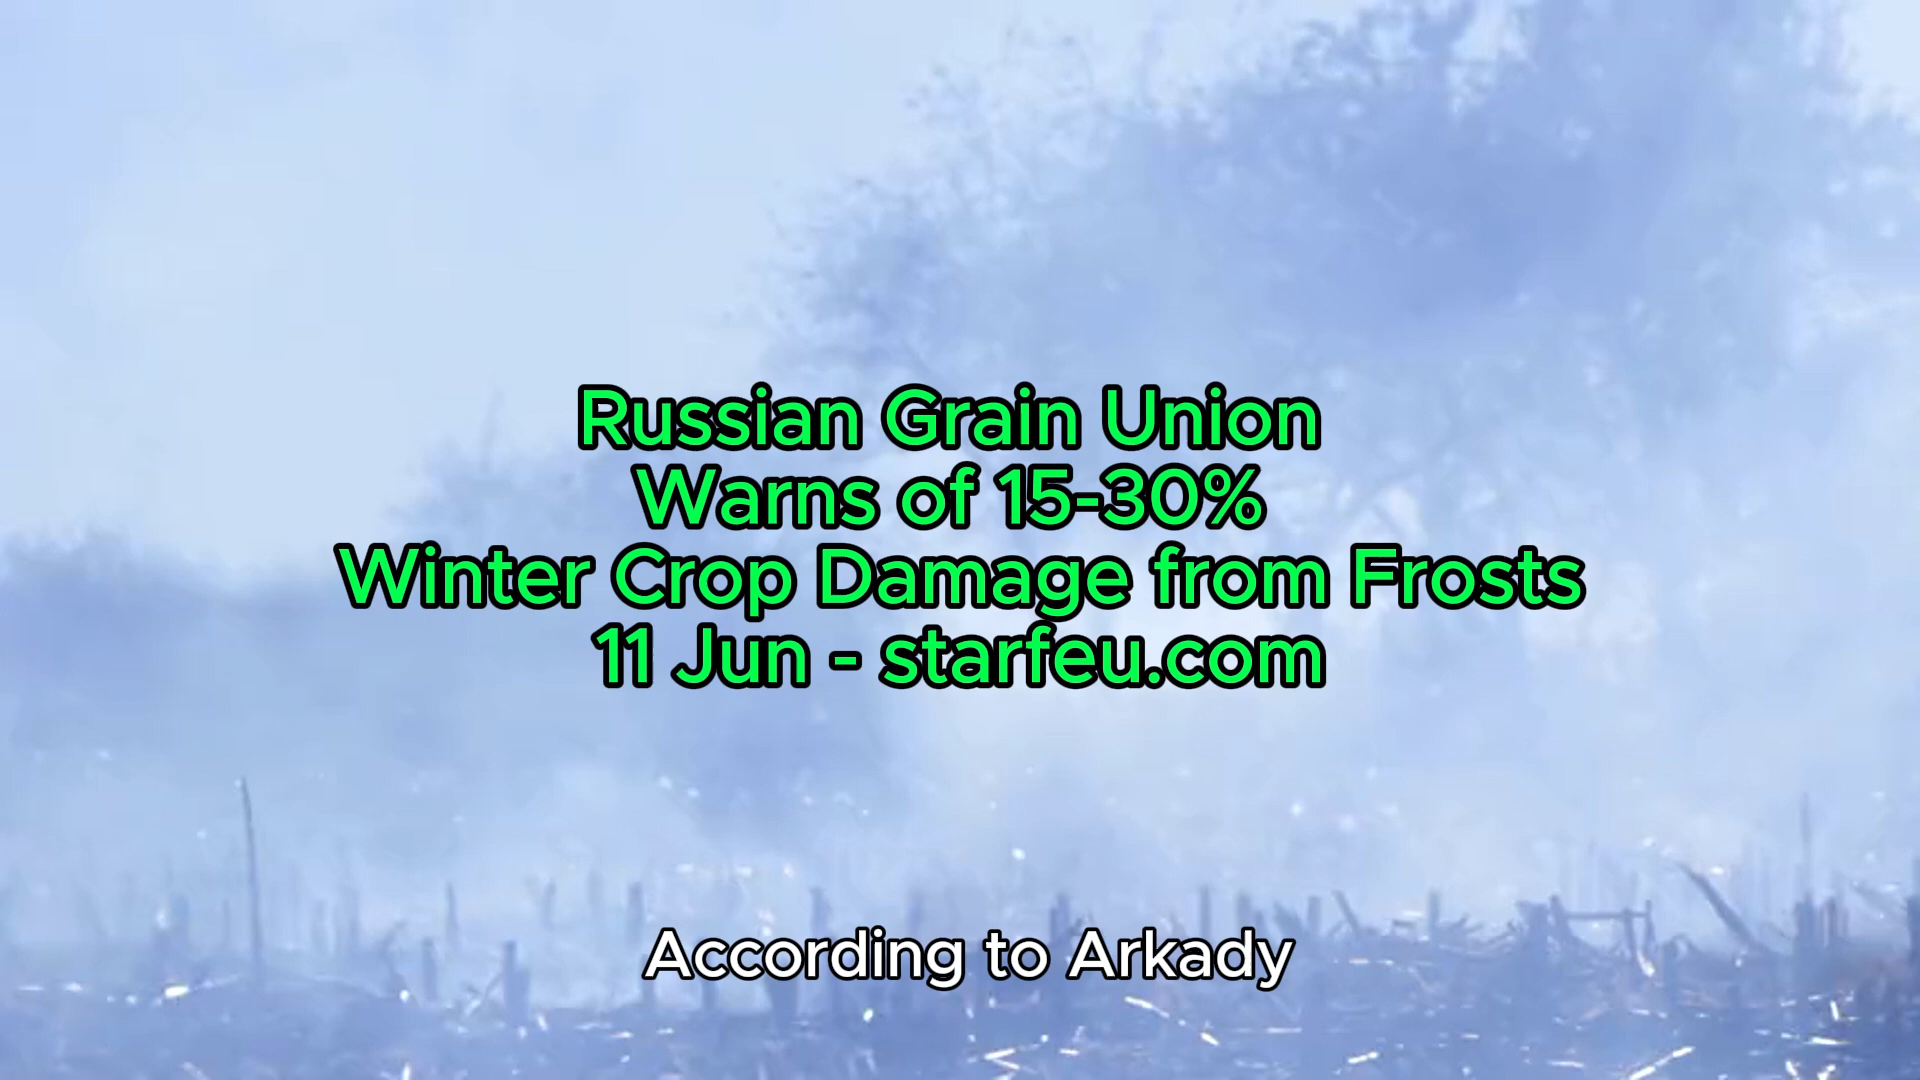 Russian Grain Union
Warns of 15-30%
Winter Crop Damage from Frosts
11 Jun - starfeu.com
According to Arkady